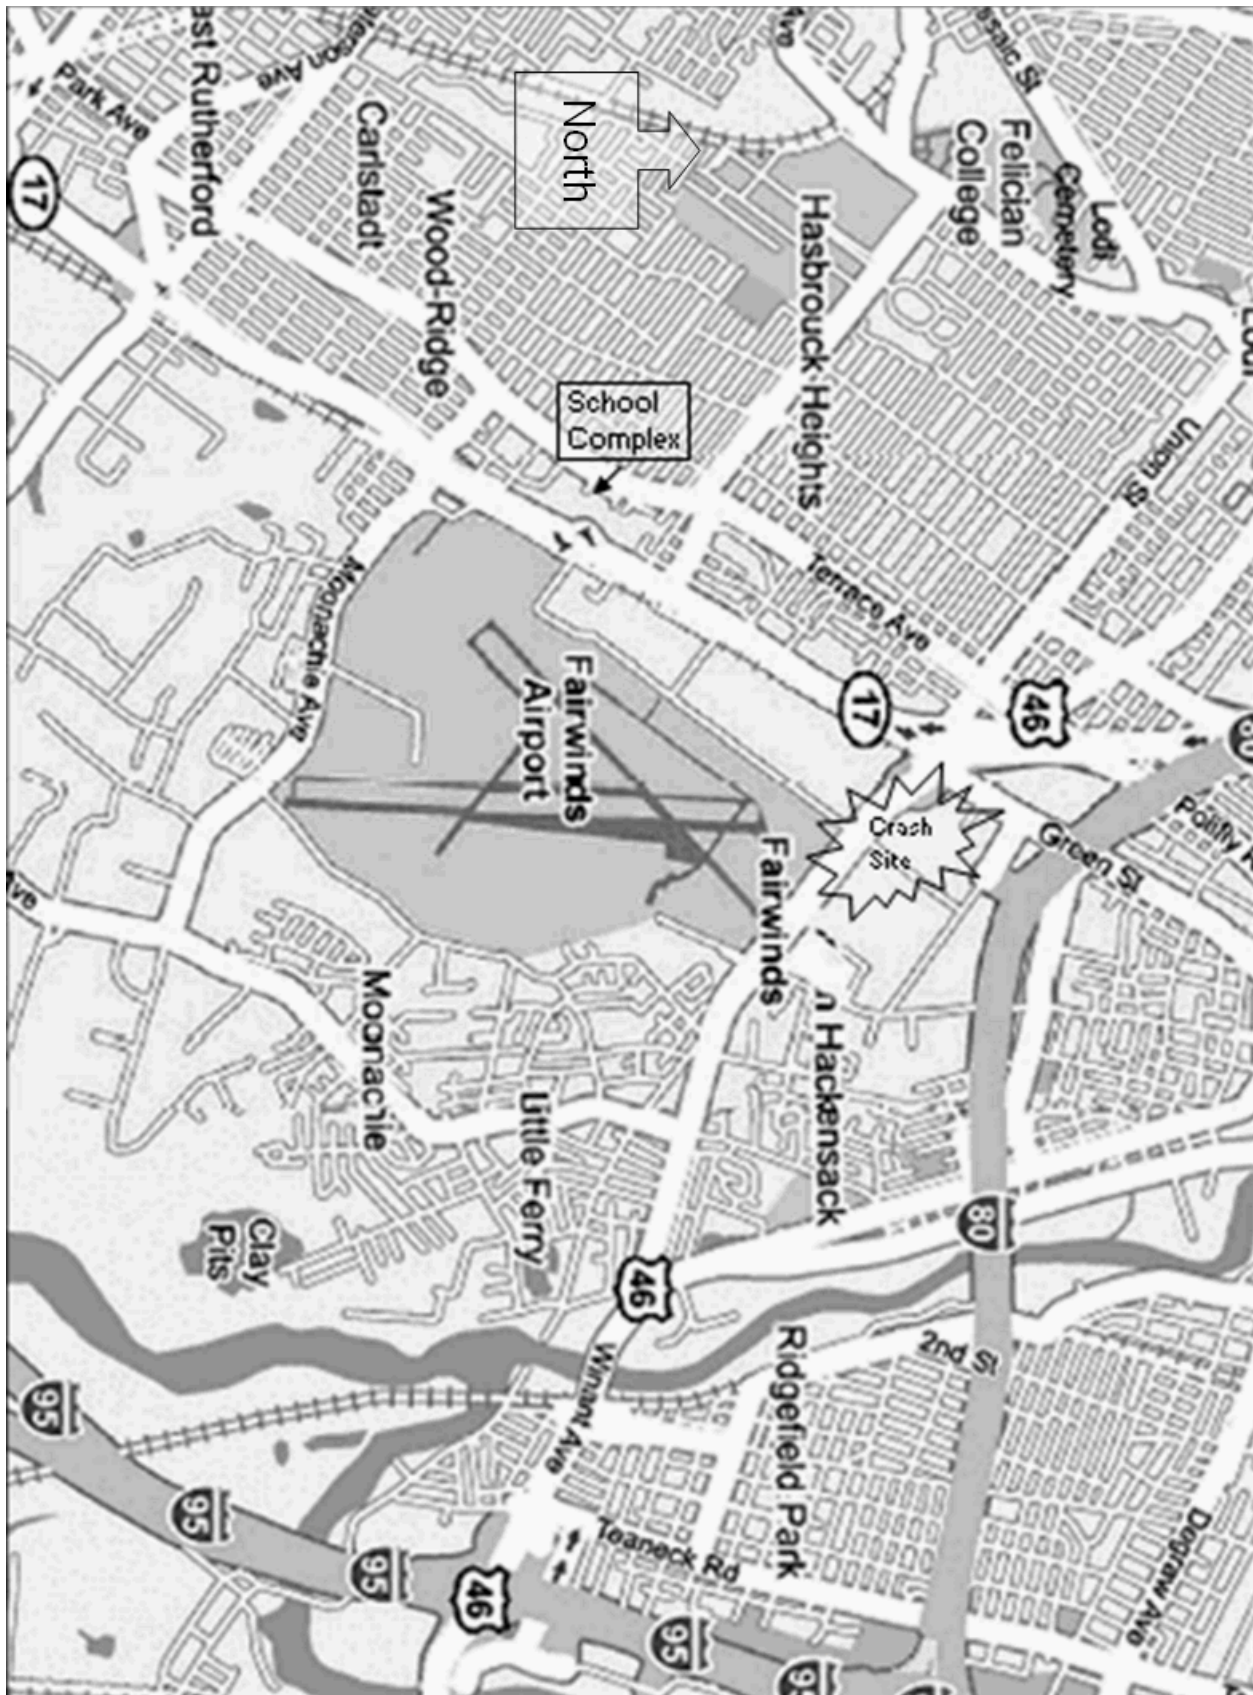 Lodi
Cemetery
Felician
College
Hasbrouck Heights
North
Carlstadt
Wood-Ridge
Park Ave
17
School
Complex
Union St
Terrace Ave
17
46
80
Polifly
Green St
Crash
Site
Fairwinds
Airport
Fairwinds
Moonachie Ave
Ave
Hackensack
Moonachie
Little Ferry
Clay
Pits
80
46
Winant Ave
2nd St
Ridgefield Park
Teaneck Rd
Degraw Ave
95
95
95
46
95